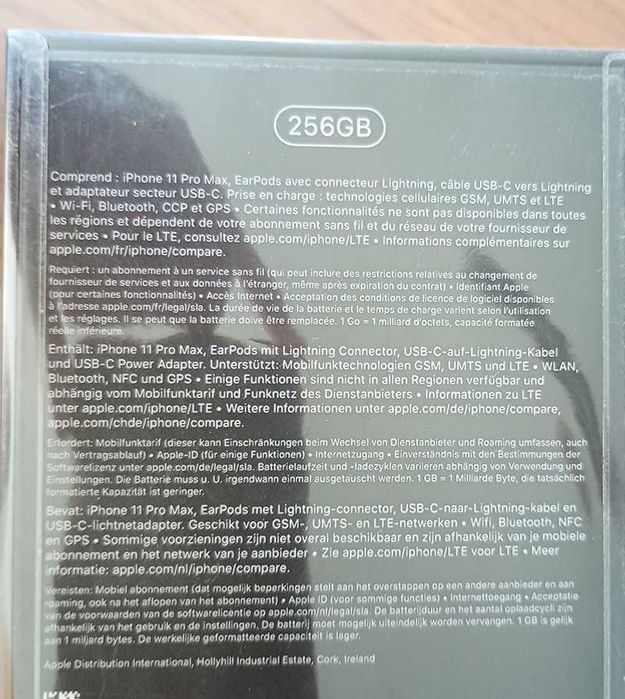 256GB
Comprend : iPhone 11 Pro Max, EarPods avec connecteur Lightning, câble USB-C vers Lightning
et adaptateur secteur USB-C. Prise en charge : technologies cellulaires GSM, UMTS et LTE
• Wi-Fi, Bluetooth, CCP et GPS • Certaines fonctionnalités ne sont pas disponibles dans toutes
les régions et dépendent de votre abonnement sans fil et du réseau de votre fournisseur de
services • Pour le LTE, consultez apple.com/iphone/LTE • Informations complémentaires sur
apple.com/fr/iphone/compare.
Requiert : un abonnement à un service sans fil (qui peut inclure des restrictions relatives au changement de
fournisseur de services et aux données à l'étranger, même après expiration du contrat) • Identifiant Apple
(pour certaines fonctionnalités) • Accès Internet • Acceptation des conditions de licence de logiciel disponibles
à l'adresse apple.com/fr/legal/sla. La durée de vie de la batterie et le temps de charge varient selon l'utilisation
et les réglages. Il se peut que la batterie doive être remplacée. 1 Go = 1 milliard d'octets, capacité formatée
réelle inférieure.
Enthält: iPhone 11 Pro Max, EarPods mit Lightning Connector, USB-C-auf-Lightning-Kabel
und USB-C Power Adapter. Unterstützt: Mobilfunktechnologien GSM, UMTS und LTE • WLAN,
Bluetooth, NFC und GPS • Einige Funktionen sind nicht in allen Regionen verfügbar und
abhängig vom Mobilfunktarif und Funknetz des Dienstanbieters • Informationen zu LTE
unter apple.com/iphone/LTE • Weitere Informationen unter apple.com/de/iphone/compare,
apple.com/chde/iphone/compare.
Erfordert: Mobilfunktarif (dieser kann Einschränkungen beim Wechsel von Dienstanbieter und Roaming umfassen, auch
nach Vertragsablauf) • Apple-ID (für einige Funktionen) • Internetzugang • Einverständnis mit den Bestimmungen der
Softwarelizenz unter apple.com/de/legal/sla. Batterielaufzeit und -ladezyklen variieren abhängig von Verwendung und
Einstellungen. Die Batterie muss u. U. irgendwann einmal ausgetauscht werden. 1 GB = 1 Milliarde Byte, die tatsächlich
formatierte Kapazität ist geringer.
Bevat: iPhone 11 Pro Max, EarPods met Lightning-connector, USB-C-naar-Lightning-kabel en
USB-C-lichtnetadapter. Geschikt voor GSM-, UMTS- en LTE-netwerken • Wifi, Bluetooth, NFC
en GPS • Sommige voorzieningen zijn niet overal beschikbaar en zijn afhankelijk van je mobiele
abonnement en het netwerk van je aanbieder • Zie apple.com/iphone/LTE voor LTE • Meer
informatie: apple.com/nl/iphone/compare.
Vereisten: Mobiel abonnement (dat mogelijk beperkingen stelt aan het overstappen op een andere aanbieder en aan
roaming, ook na het aflopen van het abonnement) • Apple ID (voor sommige functies) • Internettoegang • Acceptatie
van de voorwaarden van de softwarelicentie op apple.com/nl/legal/sla. De batterijduur en het aantal oplaadcycli zijn
afhankelijk van het gebruik en de instellingen. De batterij moet mogelijk uiteindelijk worden vervangen. 1 GB is gelijk
aan 1 miljard bytes. De werkelijke geformatteerde capaciteit is lager.
Apple Distribution International, Hollyhill Industrial Estate, Cork, Ireland